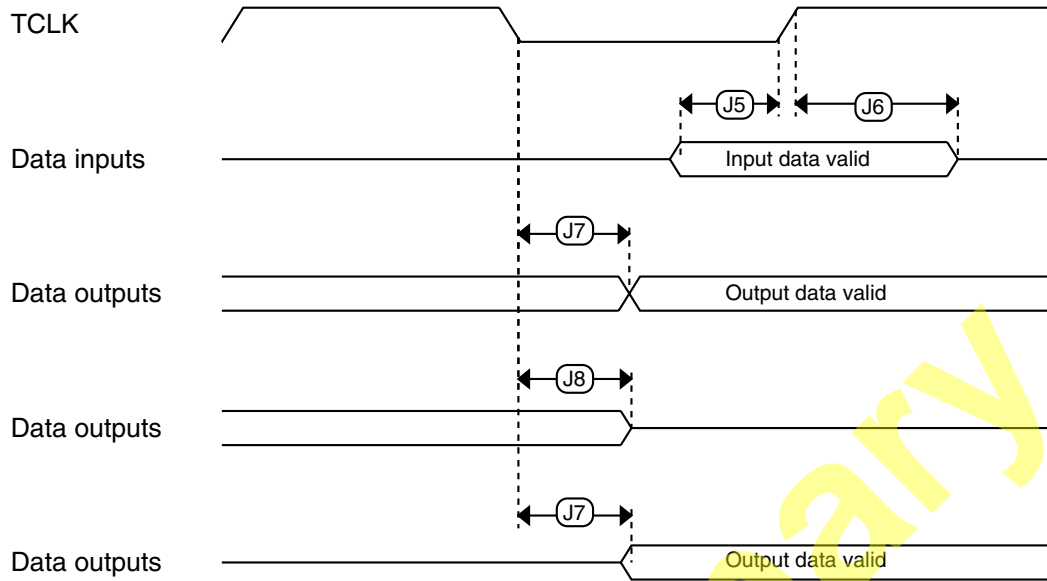 TCLK
J5
J6
Data inputs
Input data valid
J7
Data outputs
Output data valid
J8
Data outputs
J7
Data outputs
Output data valid
ary